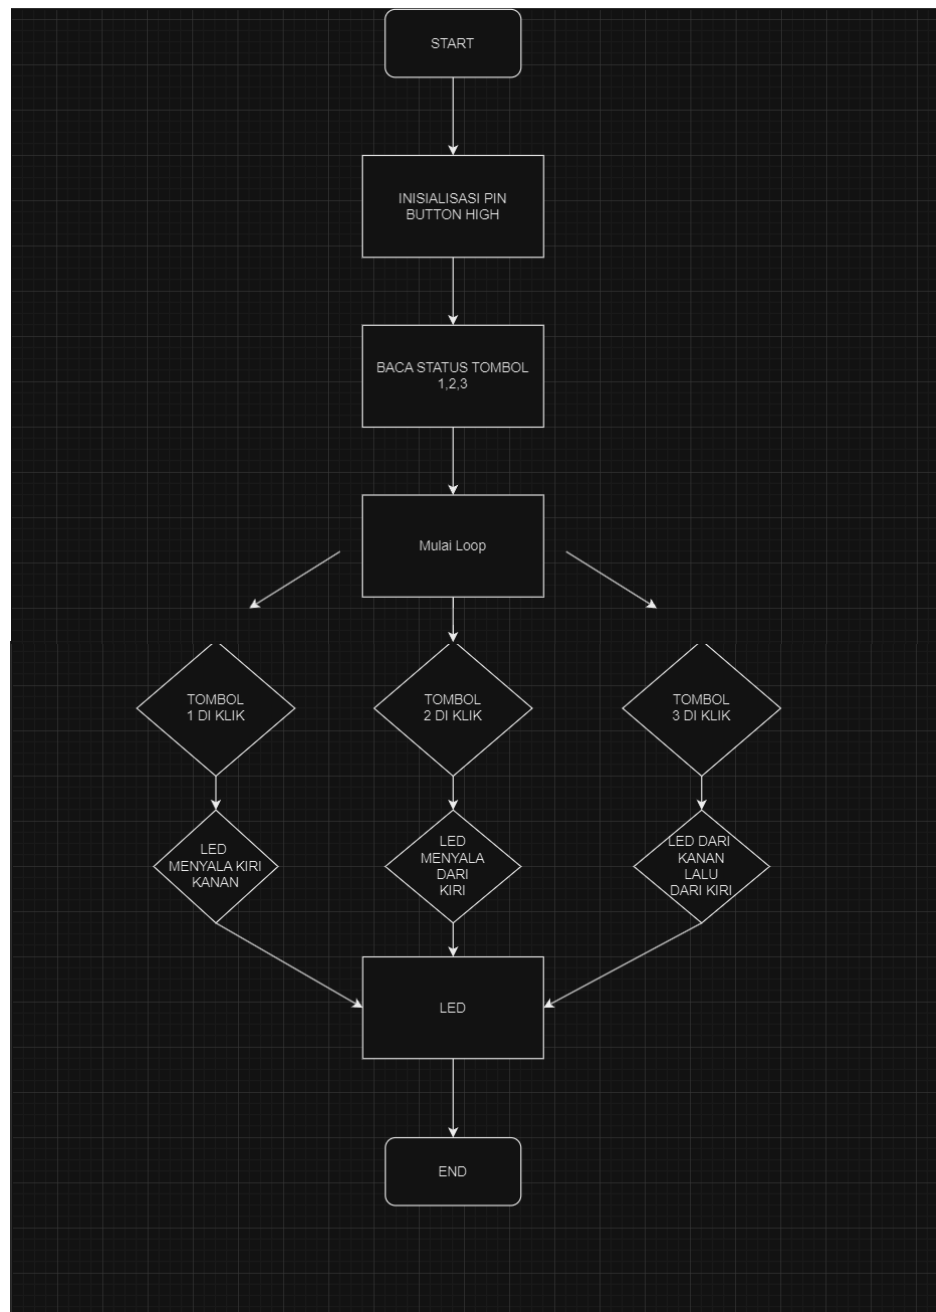 START
INISIALISASI PIN
BUTTON HIGH
BACA STATUS TOMBOL
1,2,3
Mulai Loop
TOMBOL
1 DI KLIK
TOMBOL
2 DI KLIK
TOMBOL
3 DI KLIK
LED
MENYALA KIRI
KANAN
LED
MENYALA
DARI
KIRI
LED DARI
KANAN
LALU
DARI KIRI
LED
END